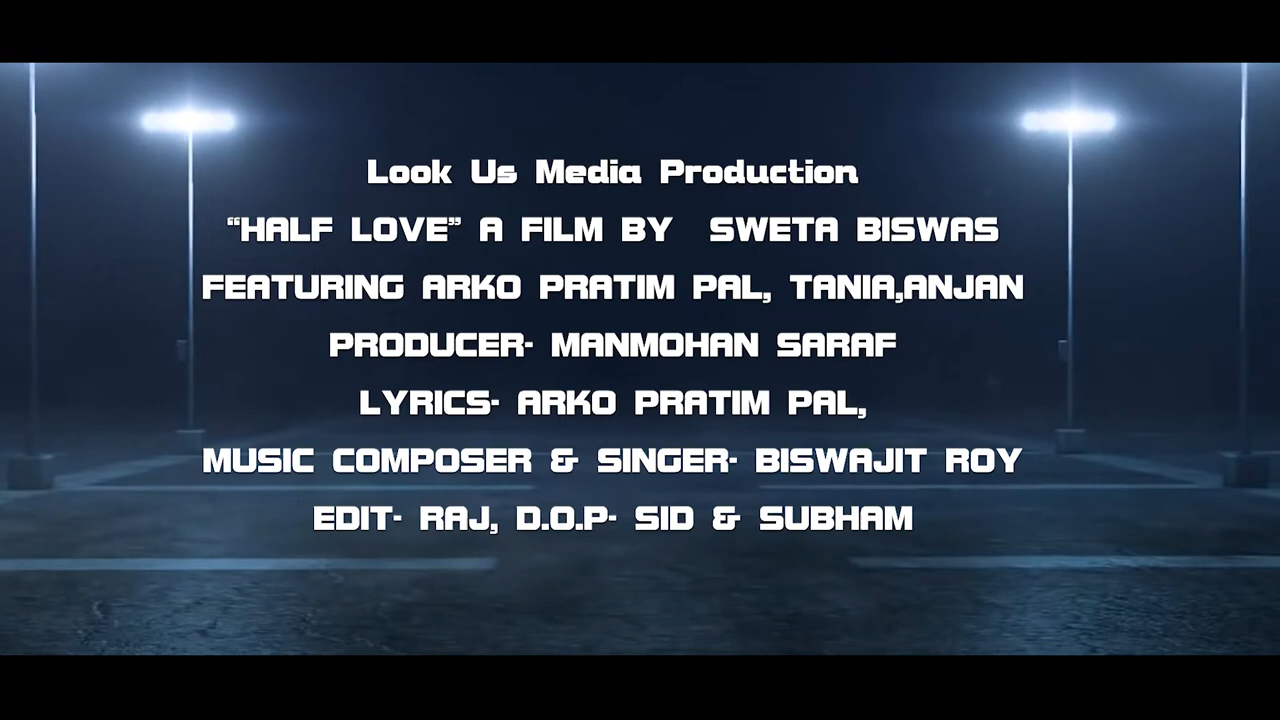 Look Us Media Production
“HALF LOVE” A FILM BY SWETA BISWAS
FEATURING ARKO PRATIM PAL, TANIA,ANJAN
PRODUCER- MANMOHAN SARAF
LYRICS- ARKO PRATIM PAL,
MUSIC COMPOSER & SINGER- BISWAJIT ROY
EDIT- RAJ, D.O.P- SID & SUBHAM